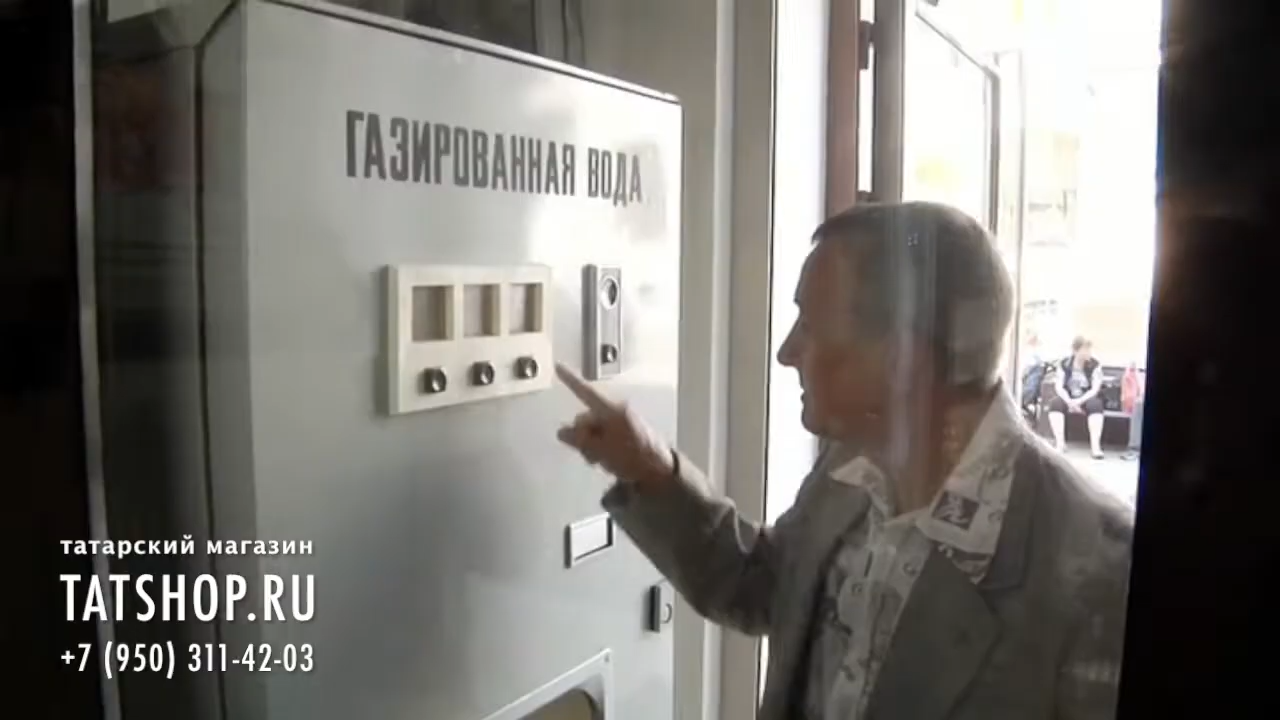 ГАЗИРОВАННАЯ ВОДА
татарский магазин
TATSHOP.RU
+7 (950) 311-42-03